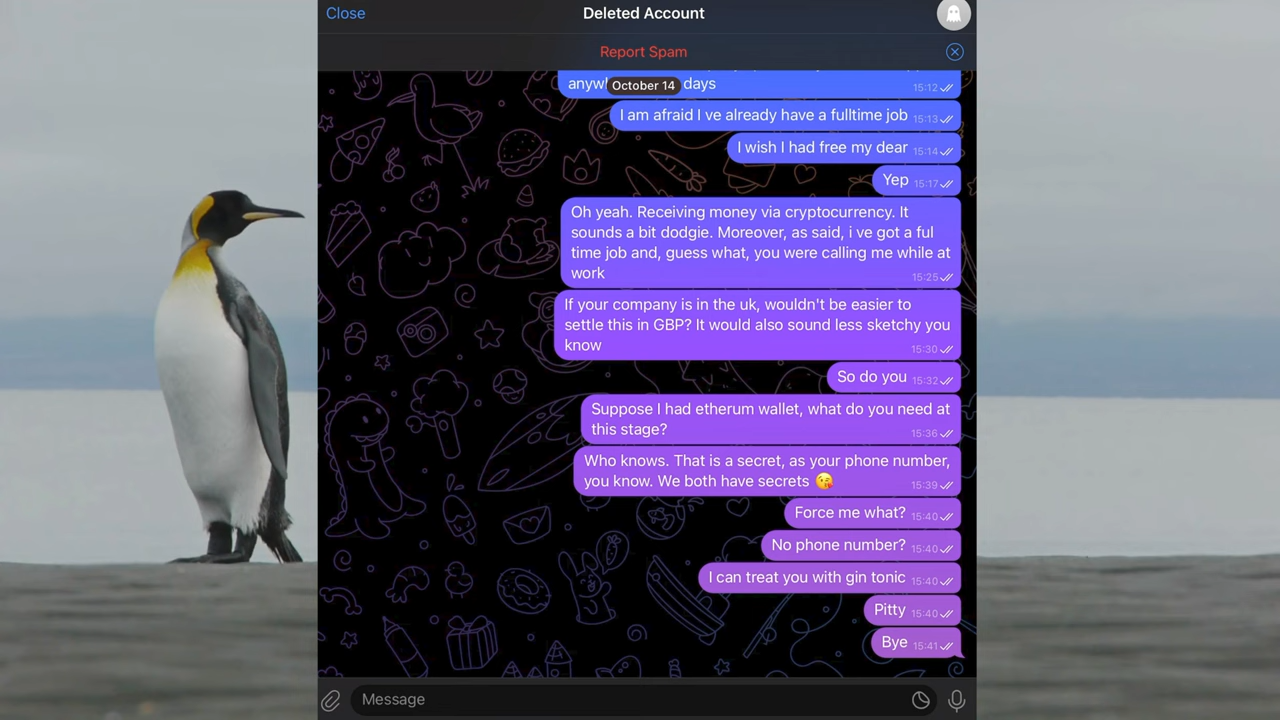 Close
Deleted Account
Report Spam
October 14
days
15:12
I am afraid I ve already have a fulltime job
15:13
I wish I had free my dear
15:14
Yep
15:17
Oh yeah. Receiving money via cryptocurrency. It
sounds a bit dodgie. Moreover, as said, i ve got a ful
time job and, guess what, you were calling me while at
work
15:25
If your company is in the uk, wouldn't be easier to
settle this in GBP? It would also sound less sketchy you
know
15:30
So do you
15:32
Suppose I had etherum wallet, what do you need at
this stage?
15:36
Who knows. That is a secret, as your phone number,
you know. We both have secrets 😘
15:39
Force me what?
15:40
No phone number?
15:40
I can treat you with gin tonic
15:40
Pitty
15:40
Bye
15:41
Message